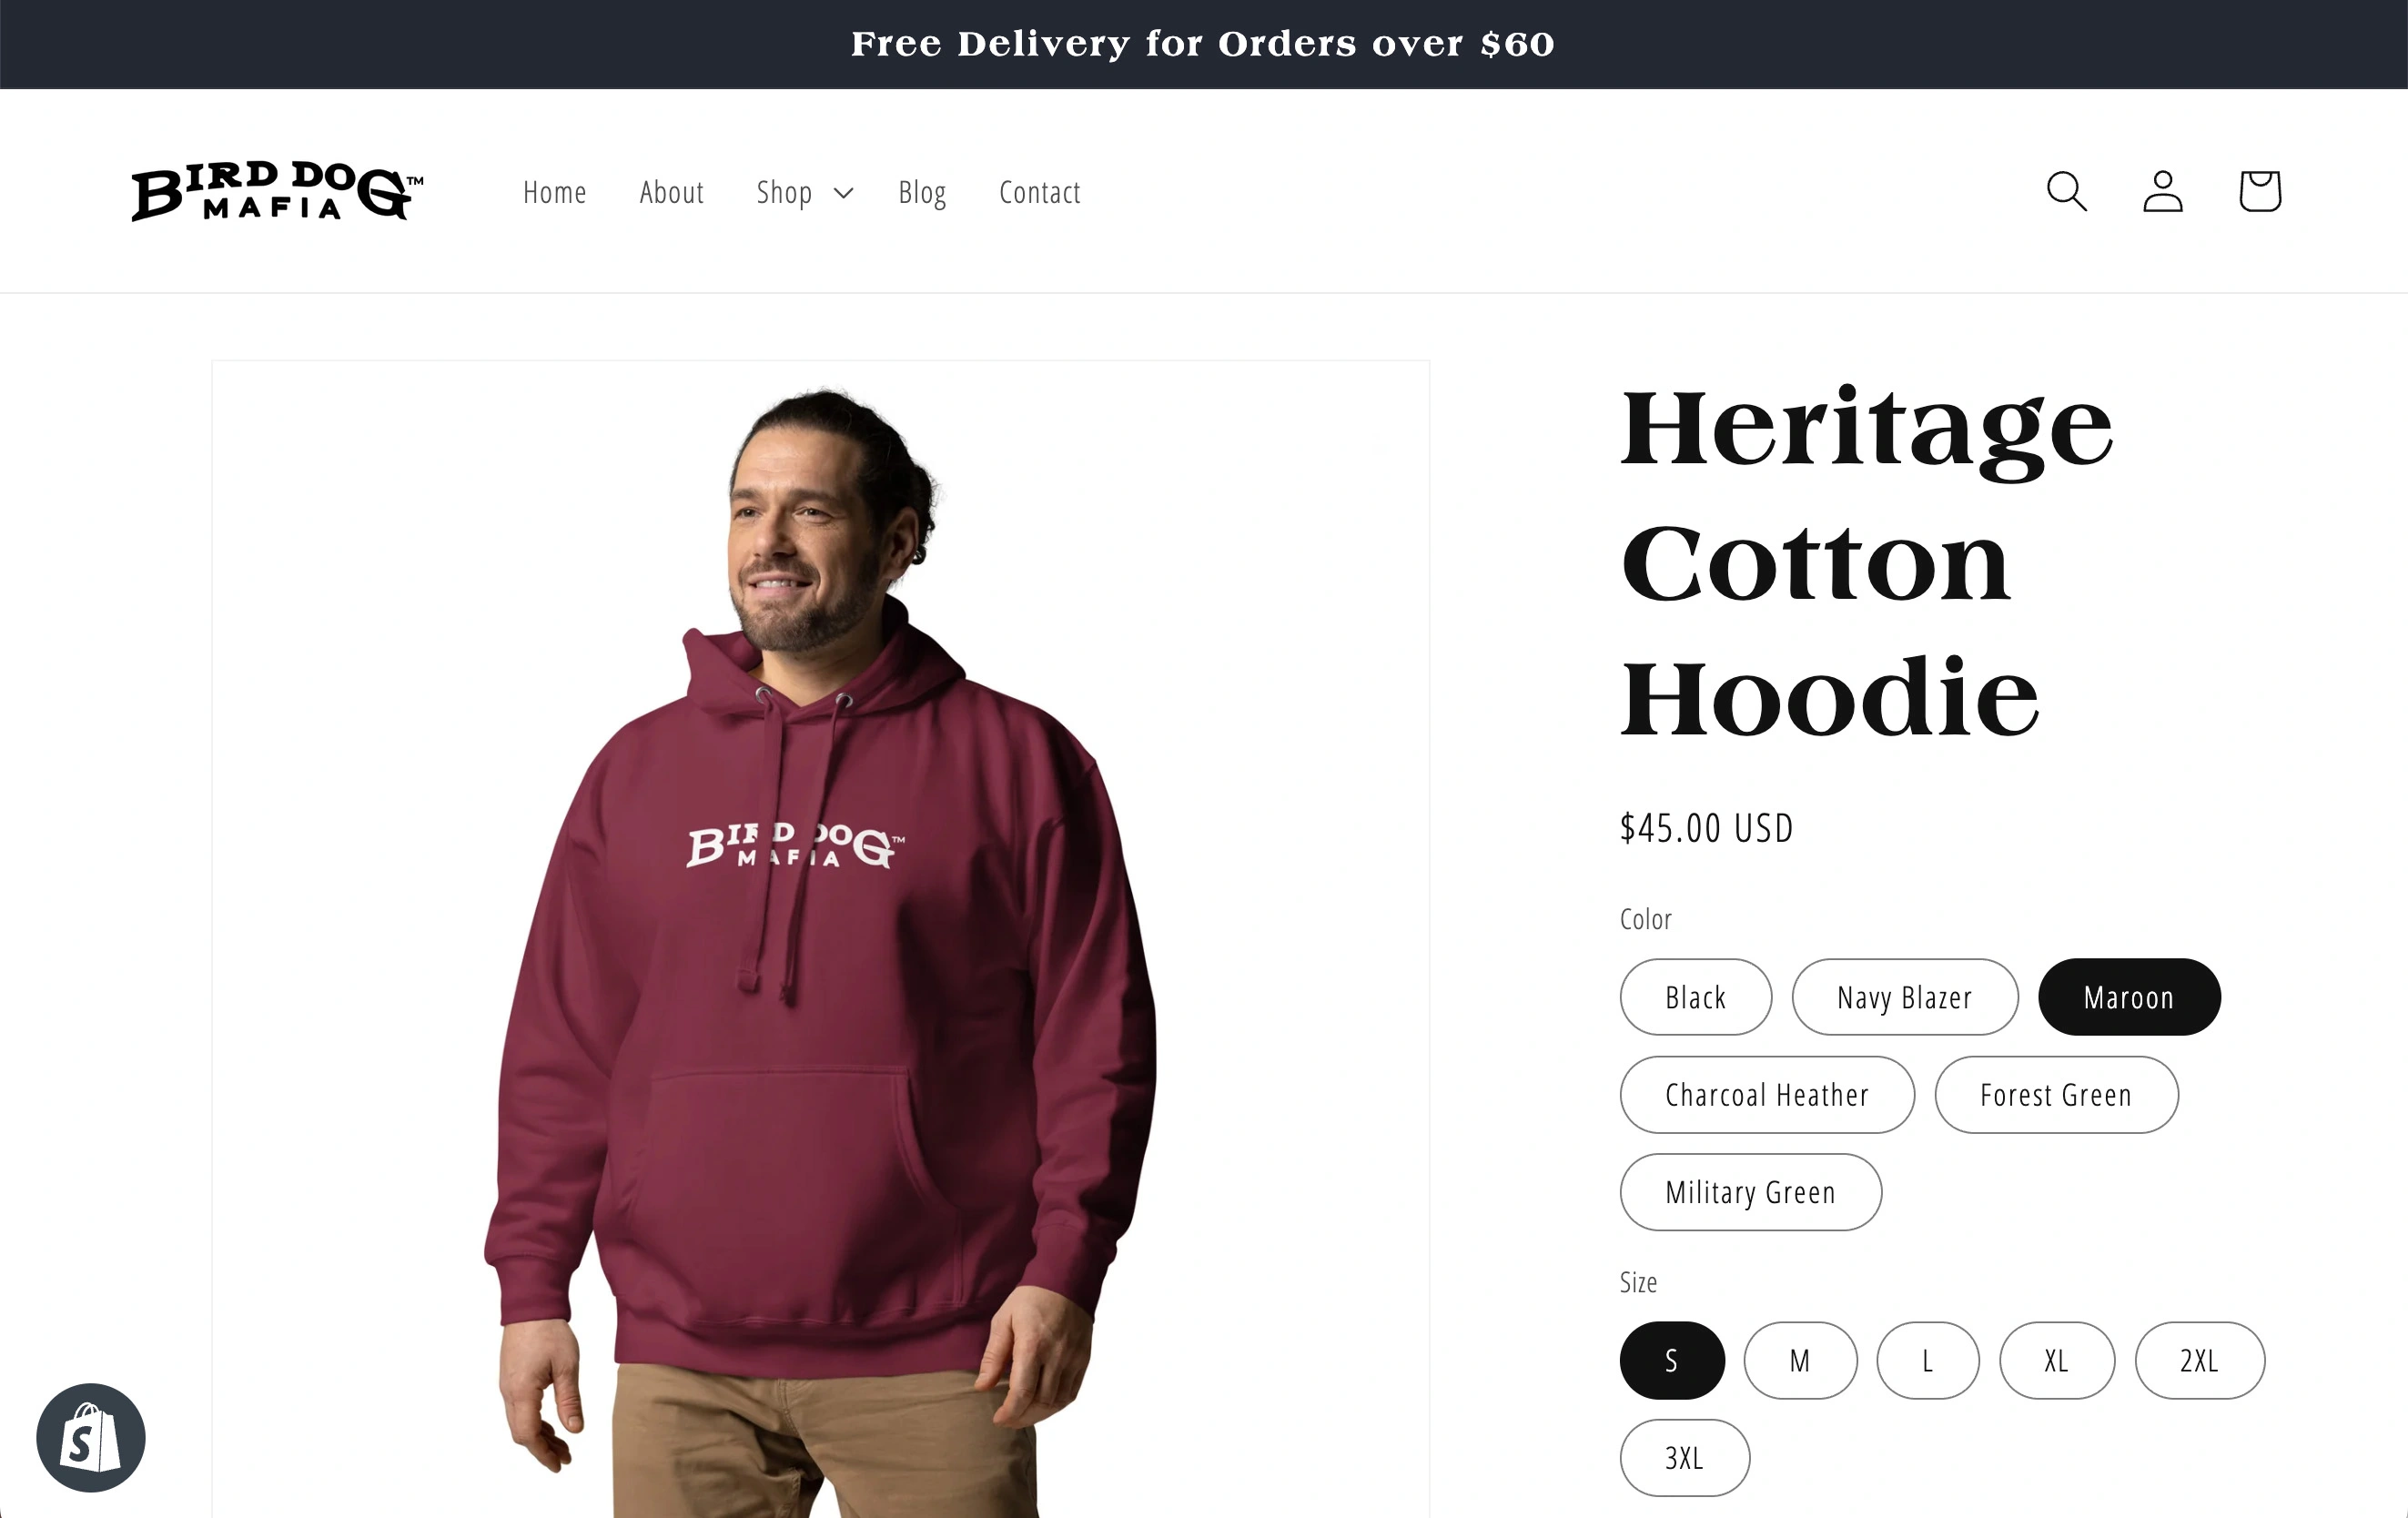 Free Delivery for Orders over $60
BIRD DOG™
MAFIA
Home About Shop Blog Contact
Heritage
Cotton
Hoodie
BIRD DOG™
MAFIA
$45.00 USD
Color
Black Navy Blazer Maroon
Charcoal Heather Forest Green
Military Green
Size
S M L XL 2XL
3XL
S